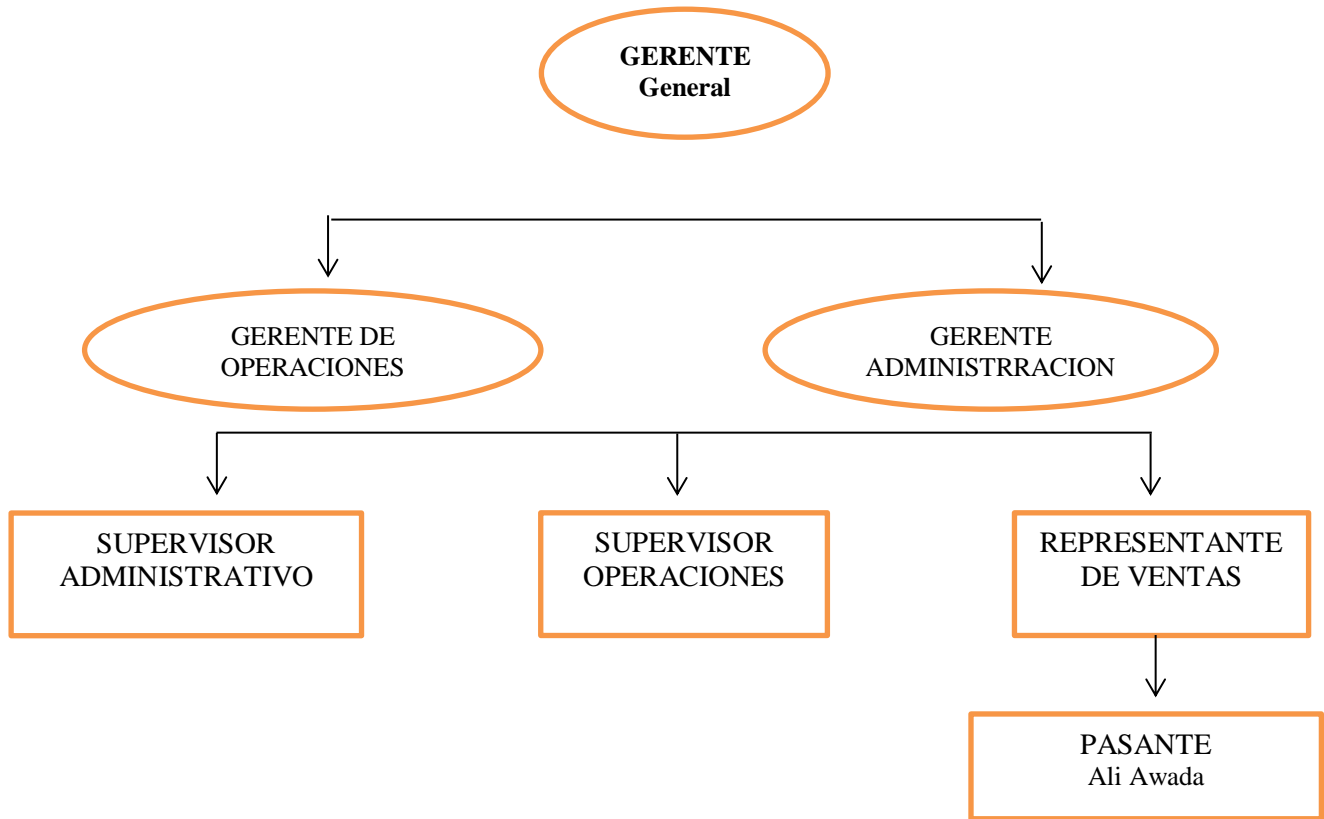 GERENTE
General
GERENTE DE
OPERACIONES
GERENTE
ADMINISTRRACION
SUPERVISOR
ADMINISTRATIVO
SUPERVISOR
OPERACIONES
REPRESENTANTE
DE VENTAS
PASANTE
Ali Awada